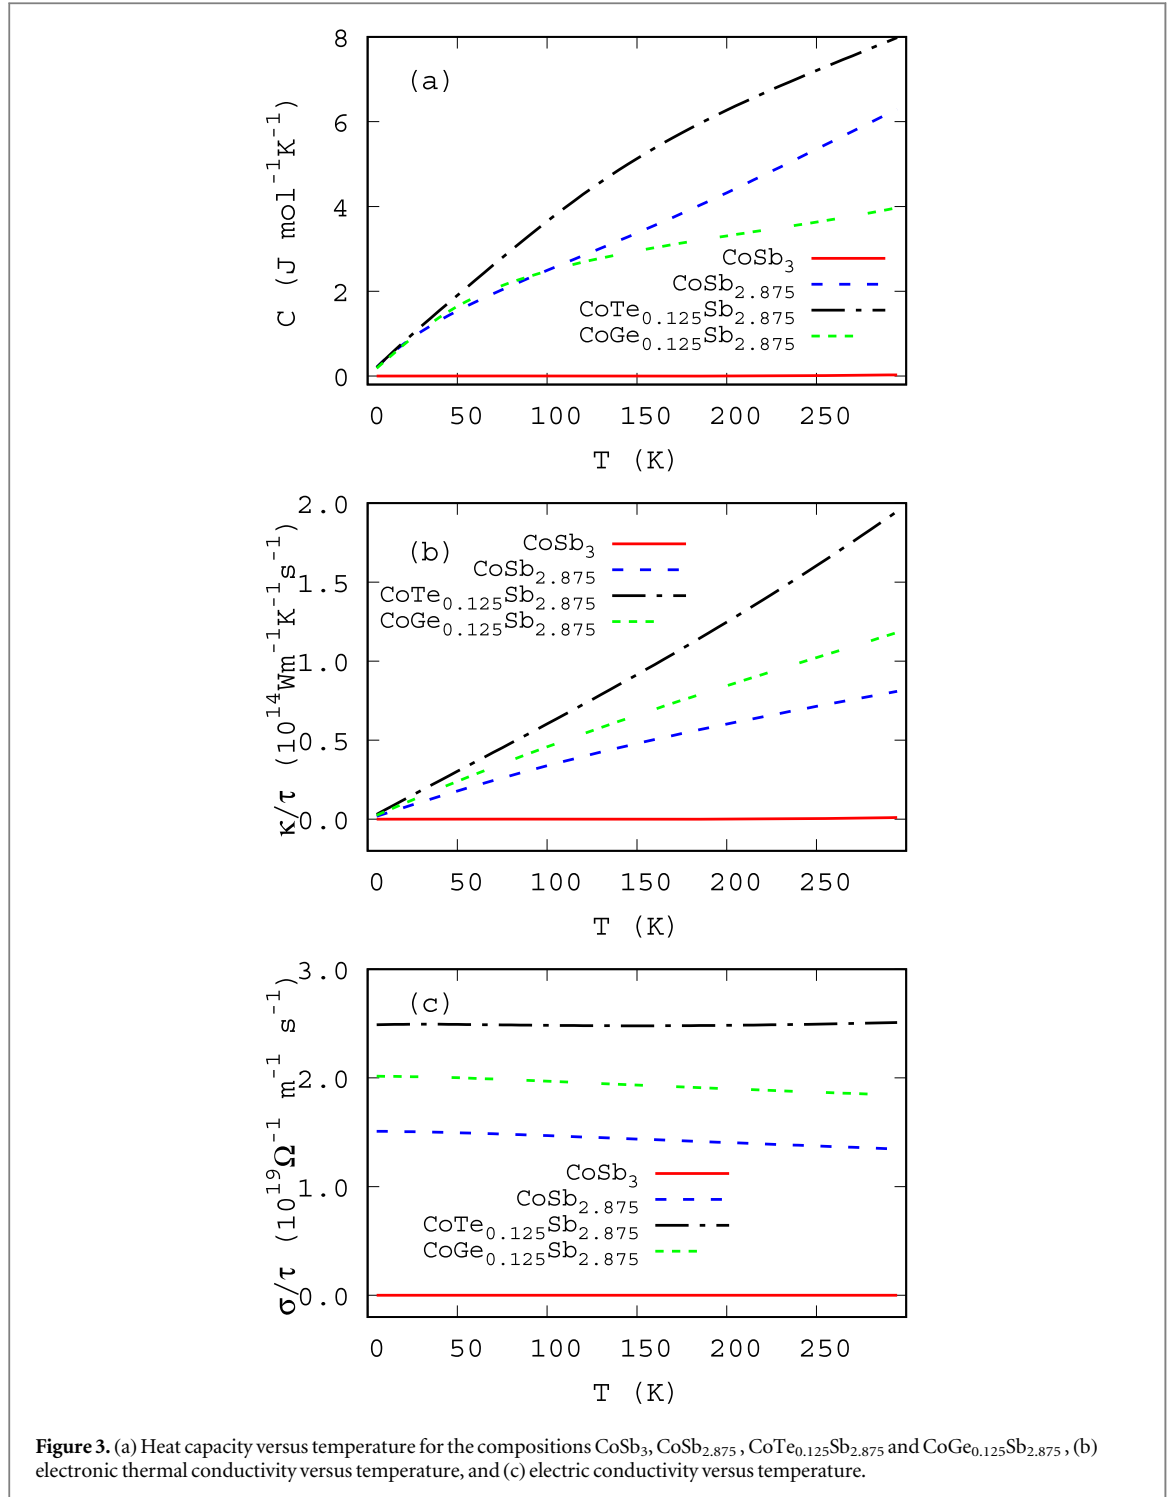 8
(a)
6
4
2
0
C (J mol⁻¹K⁻¹)
CoSb₃
CoSb₂.₈₇₅
CoTe₀.₁₂₅Sb₂.₈₇₅
CoGe₀.₁₂₅Sb₂.₈₇₅
0 50 100 150 200 250
T (K)
2.0
(b)
1.5
1.0
0.5
0.0
κ/τ (10¹⁴Wm⁻¹K⁻¹s⁻¹)
CoSb₃
CoSb₂.₈₇₅
CoTe₀.₁₂₅Sb₂.₈₇₅
CoGe₀.₁₂₅Sb₂.₈₇₅
0 50 100 150 200 250
T (K)
3.0
(c)
2.0
1.0
0.0
σ/τ (10¹⁹Ω⁻¹ m⁻¹ s⁻¹)
CoSb₃
CoSb₂.₈₇₅
CoTe₀.₁₂₅Sb₂.₈₇₅
CoGe₀.₁₂₅Sb₂.₈₇₅
0 50 100 150 200 250
T (K)
Figure 3. (a) Heat capacity versus temperature for the compositions CoSb₃, CoSb₂.₈₇₅ , CoTe₀.₁₂₅Sb₂.₈₇₅ and CoGe₀.₁₂₅Sb₂.₈₇₅ , (b)
electronic thermal conductivity versus temperature, and (c) electric conductivity versus temperature.